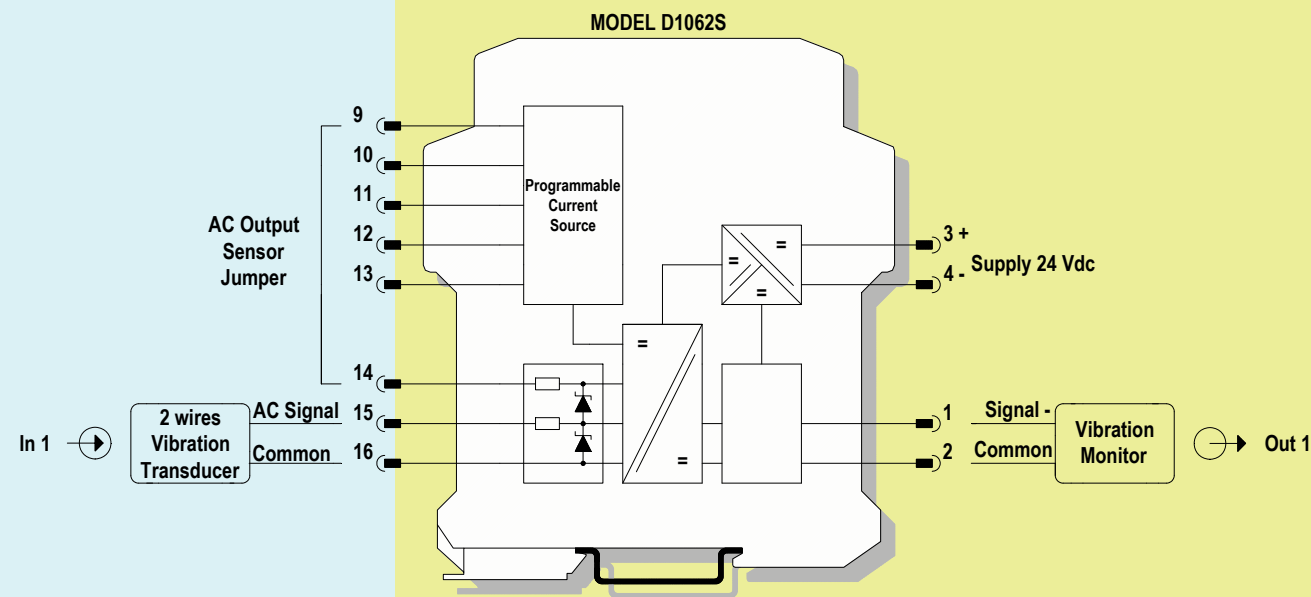 MODEL D1062S
9
10
11
12
13
AC Output
Sensor
Jumper
Programmable
Current
Source
=
=
=
3 +
4 -
Supply 24 Vdc
=
=
14
15
16
AC Signal
Common
In 1
2 wires
Vibration
Transducer
1
2
Signal -
Common
Vibration
Monitor
Out 1